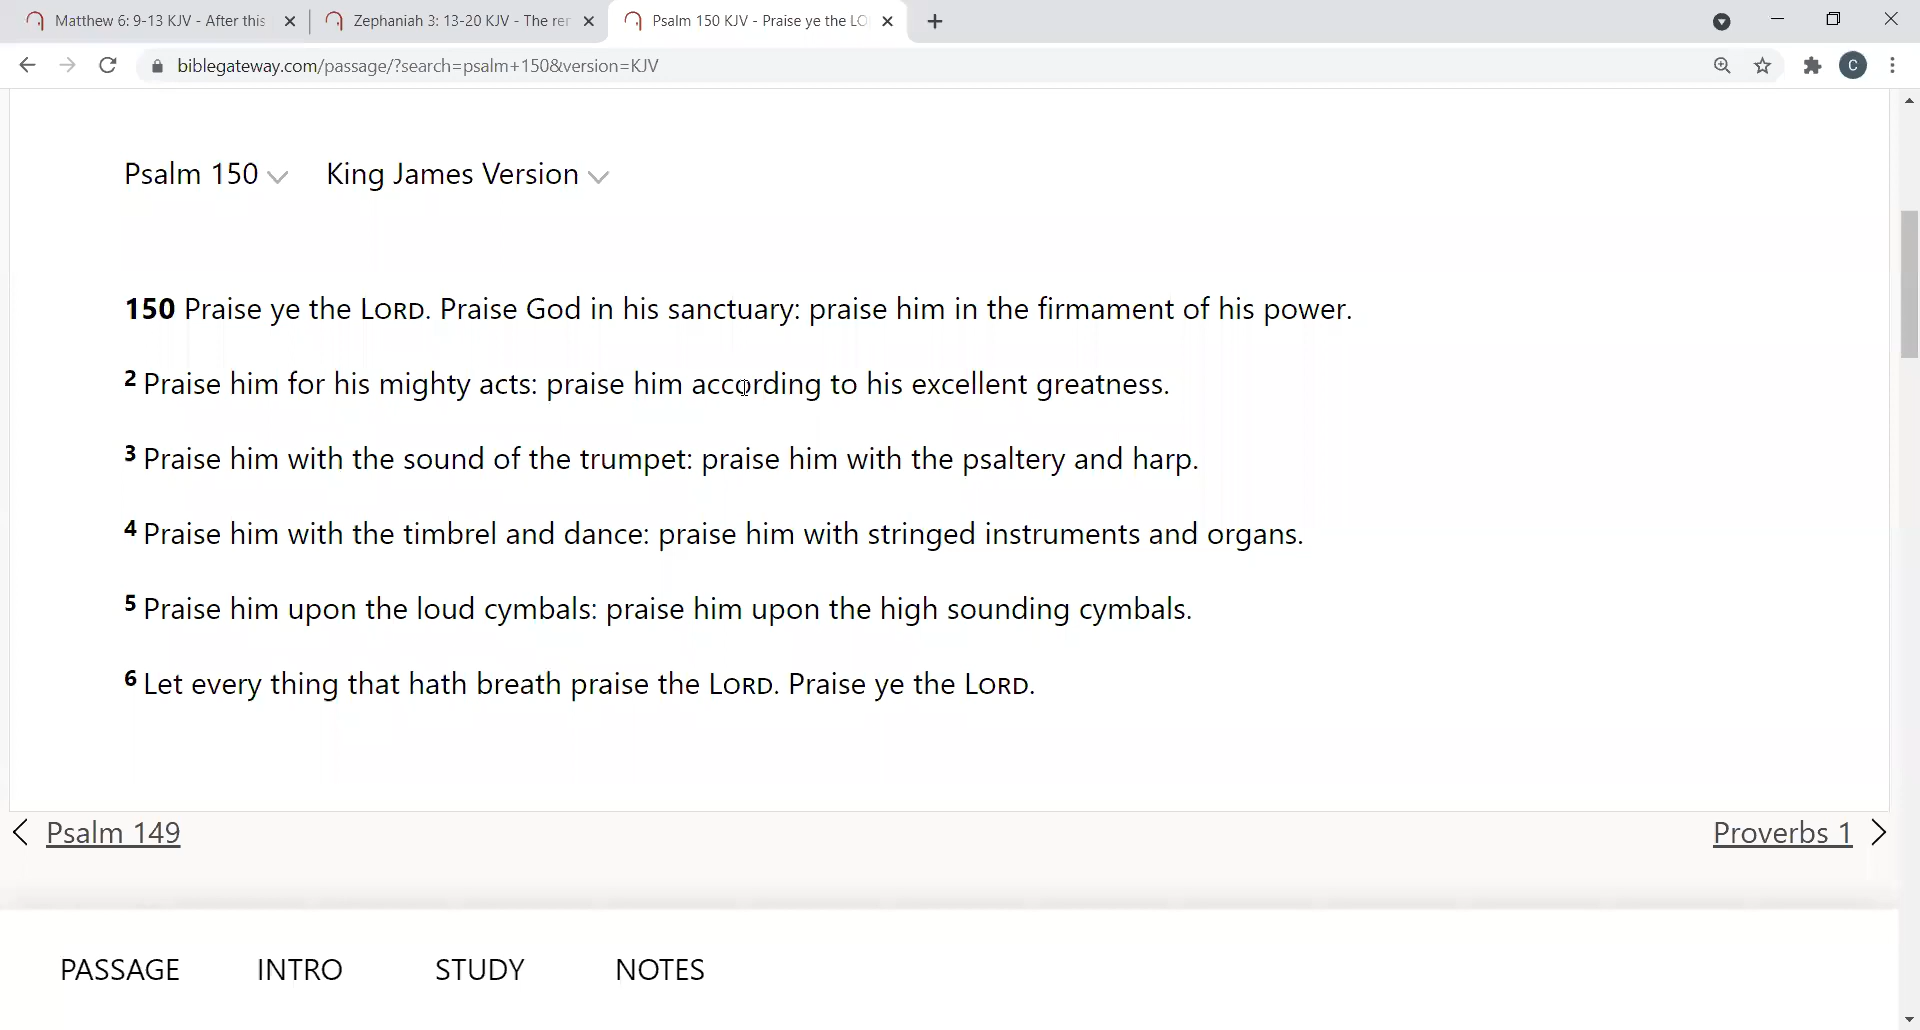 Matthew 6: 9-13 KJV - After this
Zephaniah 3: 13-20 KJV - The rer
Psalm 150 KJV - Praise ye the LO
biblegateway.com/passage/?search=psalm+150&version=KJV
C
Psalm 150 King James Version
150 Praise ye the LORD. Praise God in his sanctuary: praise him in the firmament of his power.
2 Praise him for his mighty acts: praise him according to his excellent greatness.
3 Praise him with the sound of the trumpet: praise him with the psaltery and harp.
4 Praise him with the timbrel and dance: praise him with stringed instruments and organs.
5 Praise him upon the loud cymbals: praise him upon the high sounding cymbals.
6 Let every thing that hath breath praise the LORD. Praise ye the LORD.
Psalm 149
Proverbs 1
PASSAGE INTRO STUDY NOTES